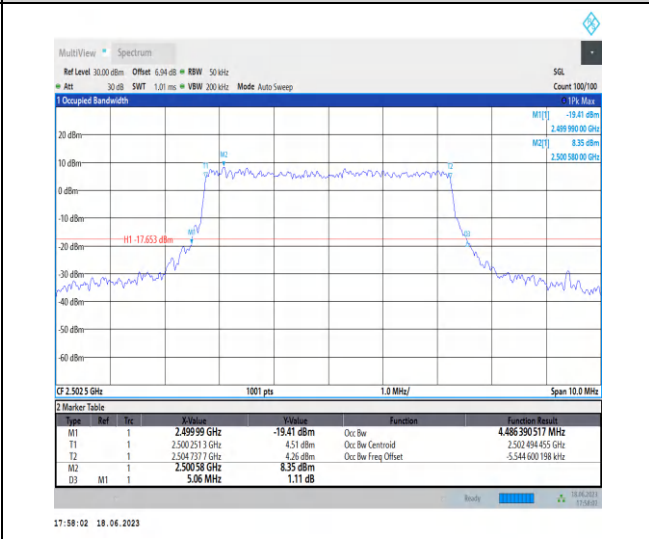 MultiView Spectrum
Ref Level 30.00 dBm Offset 6.94 dB RBW 50 kHz SGL
Att 30 dB SWT 1.01 ms VBW 200 kHz Mode Auto Sweep Count 100/100
1 Occupied Bandwidth 1Pk Max
M1[1] -19.41 dBm
2.499 990 00 GHz
M2[1] 8.35 dBm
2.500 580 00 GHz
20 dBm
10 dBm
0 dBm
-10 dBm
-20 dBm
-30 dBm
-40 dBm
-50 dBm
-60 dBm
M2
T1
T2
M1
D3
H1 -17.653 dBm
CF 2.502 5 GHz 1001 pts 1.0 MHz/ Span 10.0 MHz
2 Marker Table
Type Ref Trc X-Value Y-Value Function Function Result
M1 1 2.499 99 GHz -19.41 dBm Occ Bw 4.486 390 517 MHz
T1 1 2.500 251 3 GHz 4.51 dBm Occ Bw Centroid 2.502 494 455 GHz
T2 1 2.504 737 7 GHz 4.26 dBm Occ Bw Freq Offset -5.544 600 198 kHz
M2 1 2.500 58 GHz 8.35 dBm
D3 M1 1 5.06 MHz 1.11 dB
Ready 18.06.2023
17:58:02
17:58:02 18.06.2023